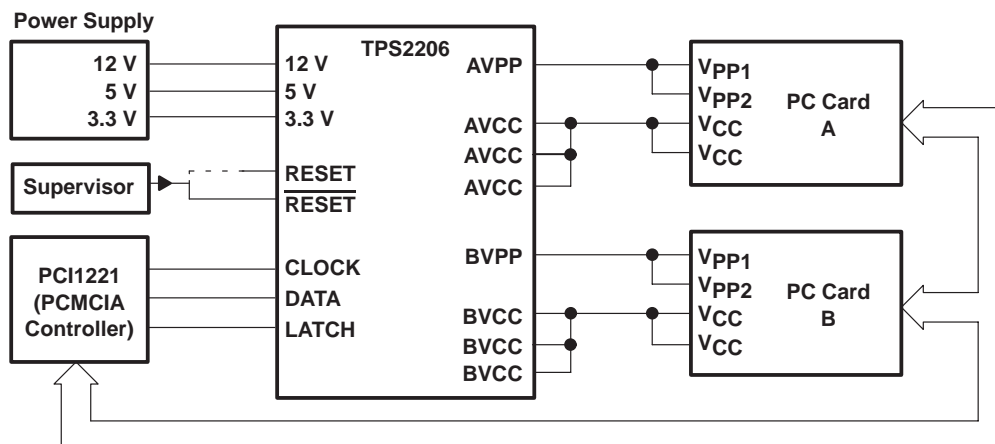 Power Supply
12 V
5 V
3.3 V
Supervisor
PCI1221
(PCMCIA
Controller)
TPS2206
12 V
5 V
3.3 V
RESET
RESET
CLOCK
DATA
LATCH
AVPP
AVCC
AVCC
AVCC
BVPP
BVCC
BVCC
BVCC
VPP1
VPP2
VCC
VCC
PC Card
A
VPP1
VPP2
VCC
VCC
PC Card
B